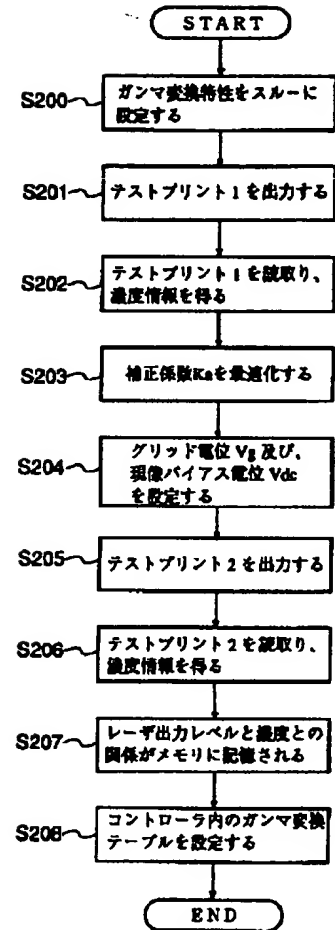 START
S200
ガンマ変換特性をスルーに
設定する
S201
テストプリント1を出力する
S202
テストプリント1を読取り、
濃度情報を得る
S203
補正係数Kaを最適化する
S204
グリッド電位 Vg 及び、
現像バイアス電位 Vdc
を設定する
S205
テストプリント2を出力する
S206
テストプリント2を読取り、
濃度情報を得る
S207
レーザ出力レベルと濃度との
関係がメモリに記憶される
S208
コントローラ内のガンマ変換
テーブルを設定する
END